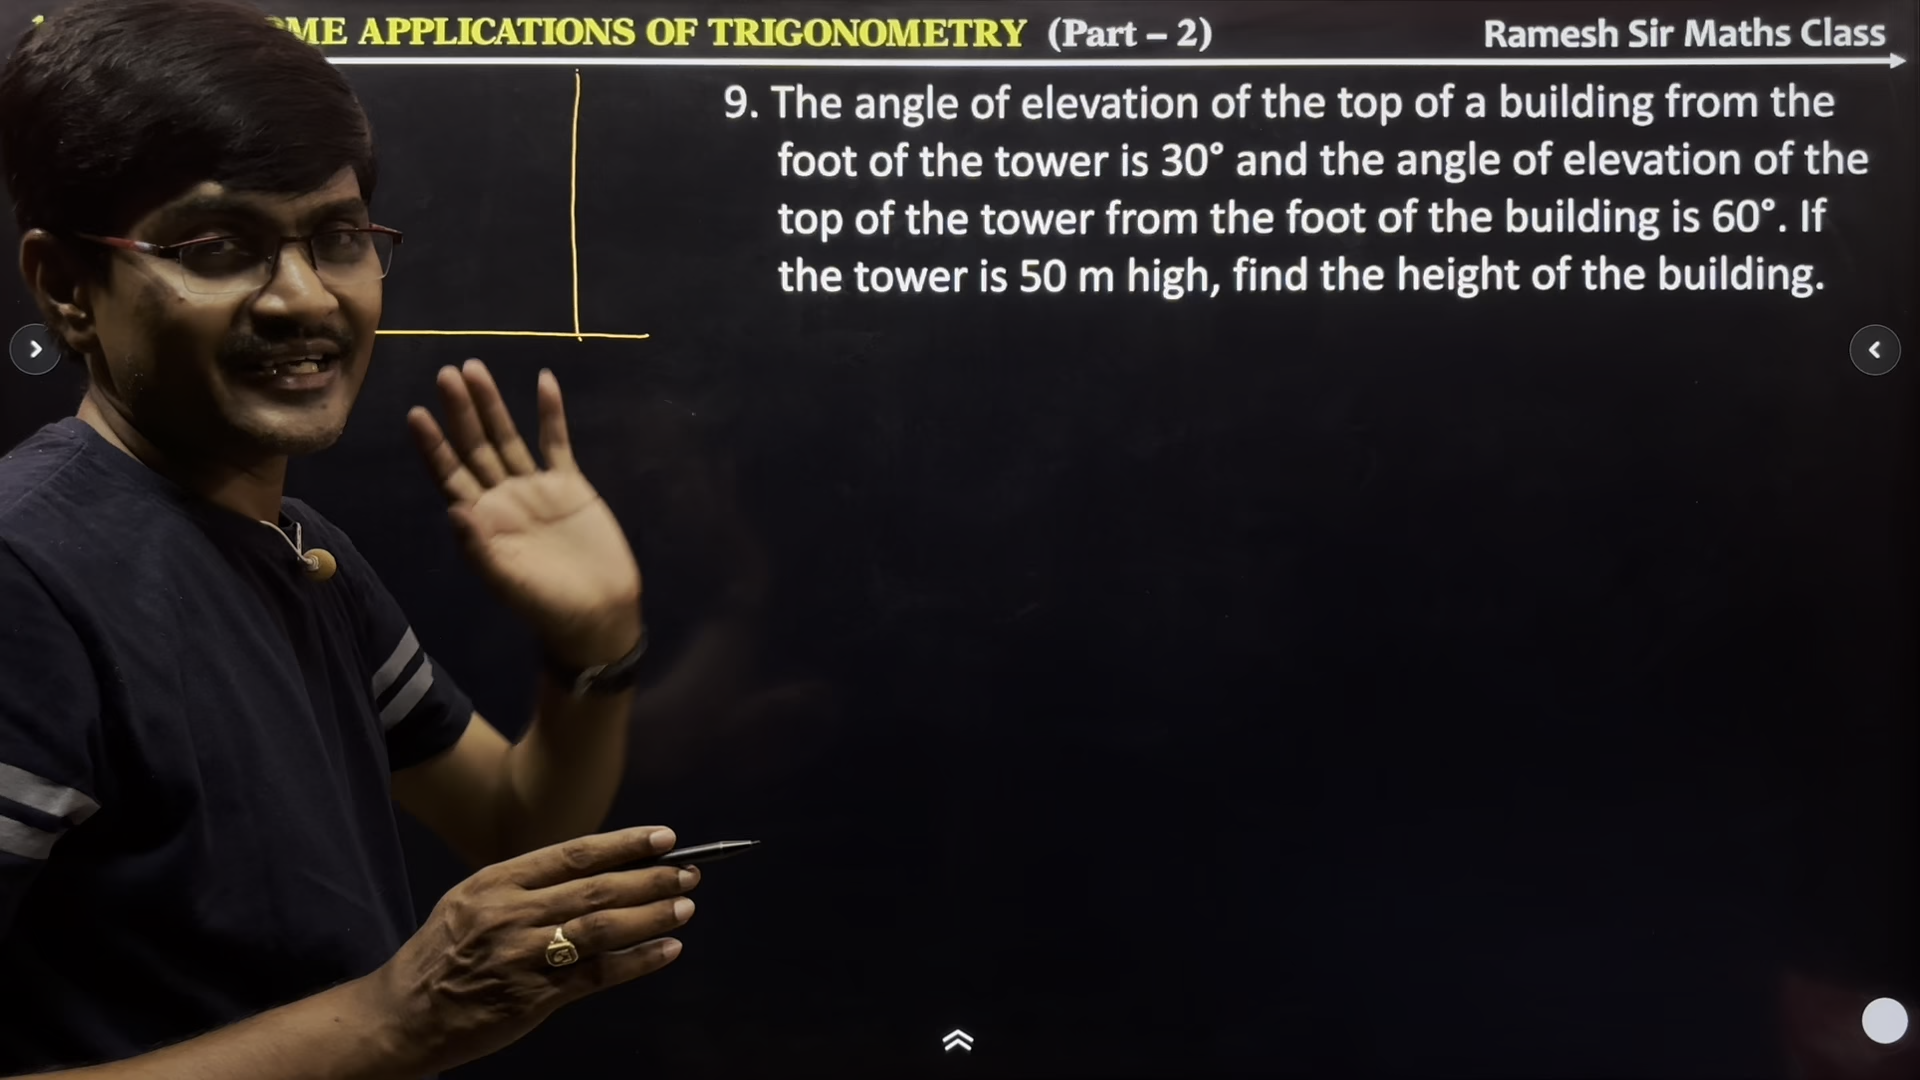 ME APPLICATIONS OF TRIGONOMETRY (Part – 2)
Ramesh Sir Maths Class
9. The angle of elevation of the top of a building from the
foot of the tower is 30° and the angle of elevation of the
top of the tower from the foot of the building is 60°. If
the tower is 50 m high, find the height of the building.